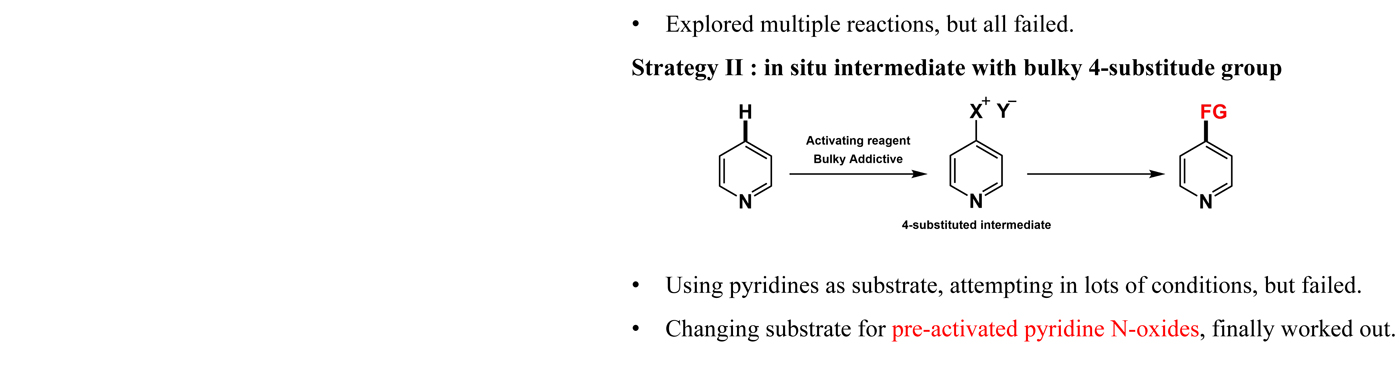 • Explored multiple reactions, but all failed.
Strategy II : in situ intermediate with bulky 4-substitude group
H
X+ Y−
FG
Activating reagent
Bulky Addictive
N
N
N
4-substituted intermediate
• Using pyridines as substrate, attempting in lots of conditions, but failed.
• Changing substrate for pre-activated pyridine N-oxides, finally worked out.